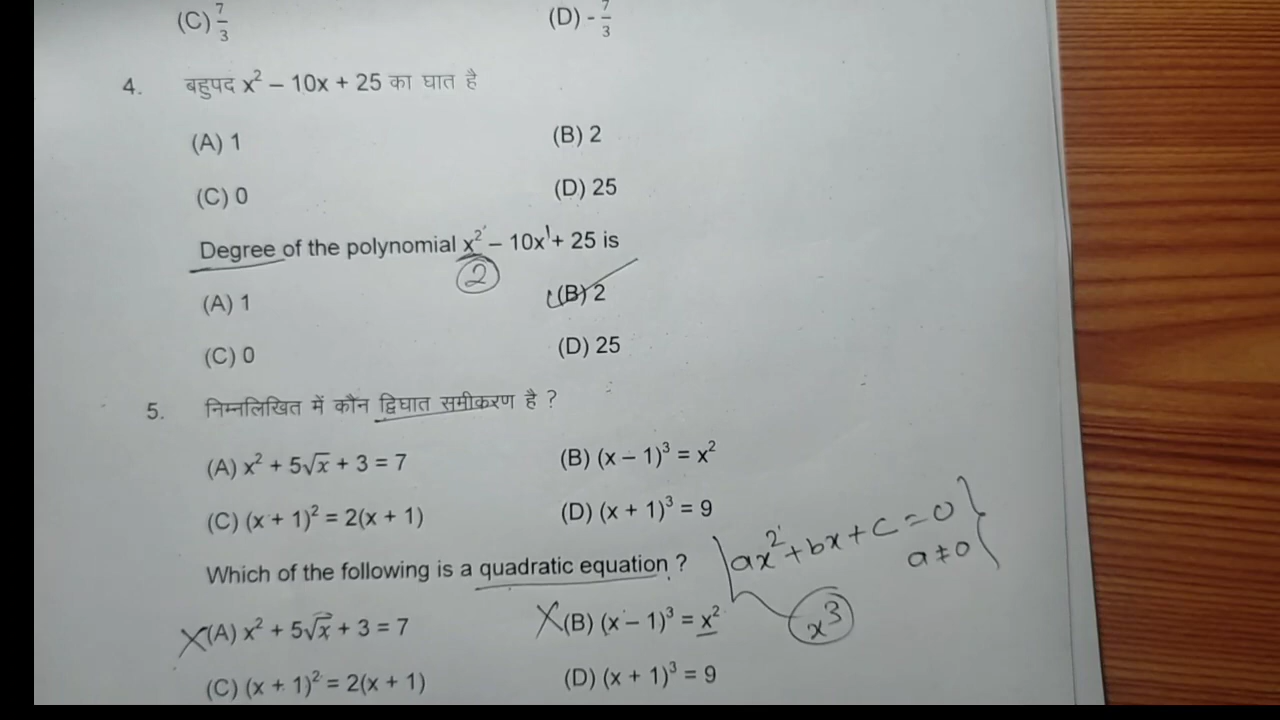 (C) 7/3 (D) - 7/3
4. बहुपद x² – 10x + 25 का घात है
(A) 1 (B) 2
(C) 0 (D) 25
Degree of the polynomial x² – 10x¹ + 25 is
2
(A) 1 (B) 2
(C) 0 (D) 25
5. निम्नलिखित में कौन द्विघात समीकरण है ?
(A) x² + 5√x + 3 = 7 (B) (x – 1)³ = x²
(C) (x + 1)² = 2(x + 1) (D) (x + 1)³ = 9
ax² + bx + c = 0
a ≠ 0
Which of the following is a quadratic equation ?
x³
(A) x² + 5√x + 3 = 7 (B) (x – 1)³ = x²
(C) (x + 1)² = 2(x + 1) (D) (x + 1)³ = 9